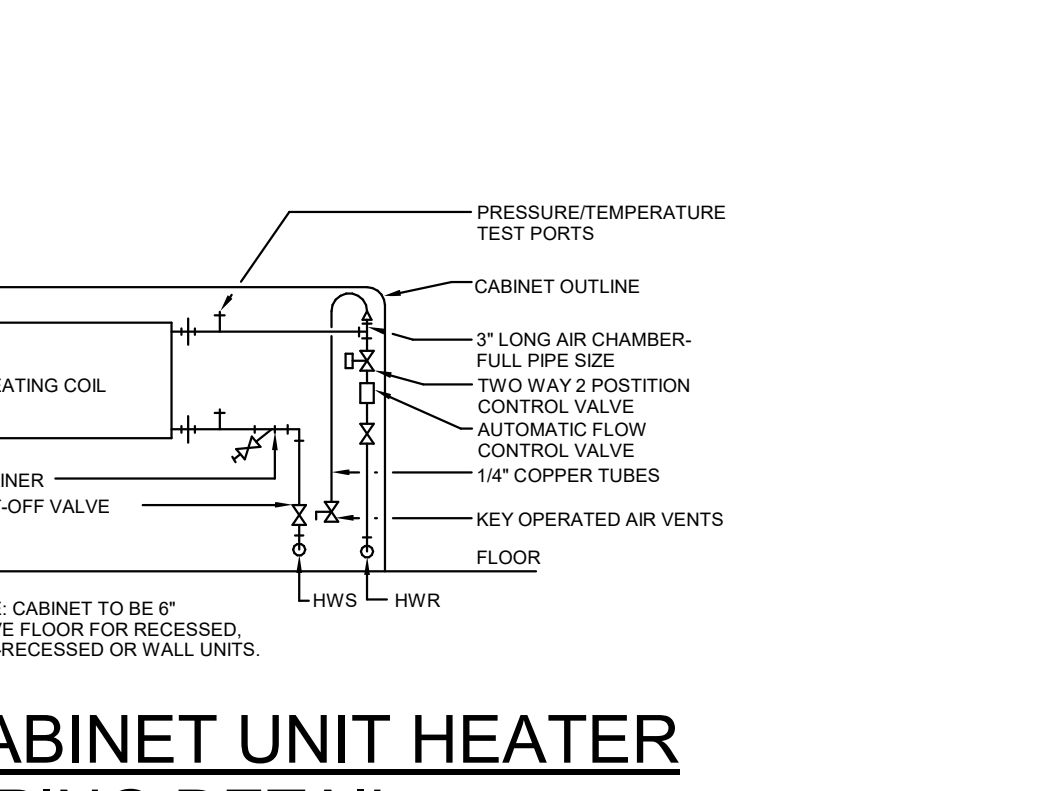 PRESSURE/TEMPERATURE
TEST PORTS
CABINET OUTLINE
3" LONG AIR CHAMBER-
FULL PIPE SIZE
TWO WAY 2 POSTITION
CONTROL VALVE
AUTOMATIC FLOW
CONTROL VALVE
1/4" COPPER TUBES
KEY OPERATED AIR VENTS
FLOOR
EATING COIL
INER
-OFF VALVE
HWS
HWR
: CABINET TO BE 6"
VE FLOOR FOR RECESSED,
-RECESSED OR WALL UNITS.
ABINET UNIT HEATER